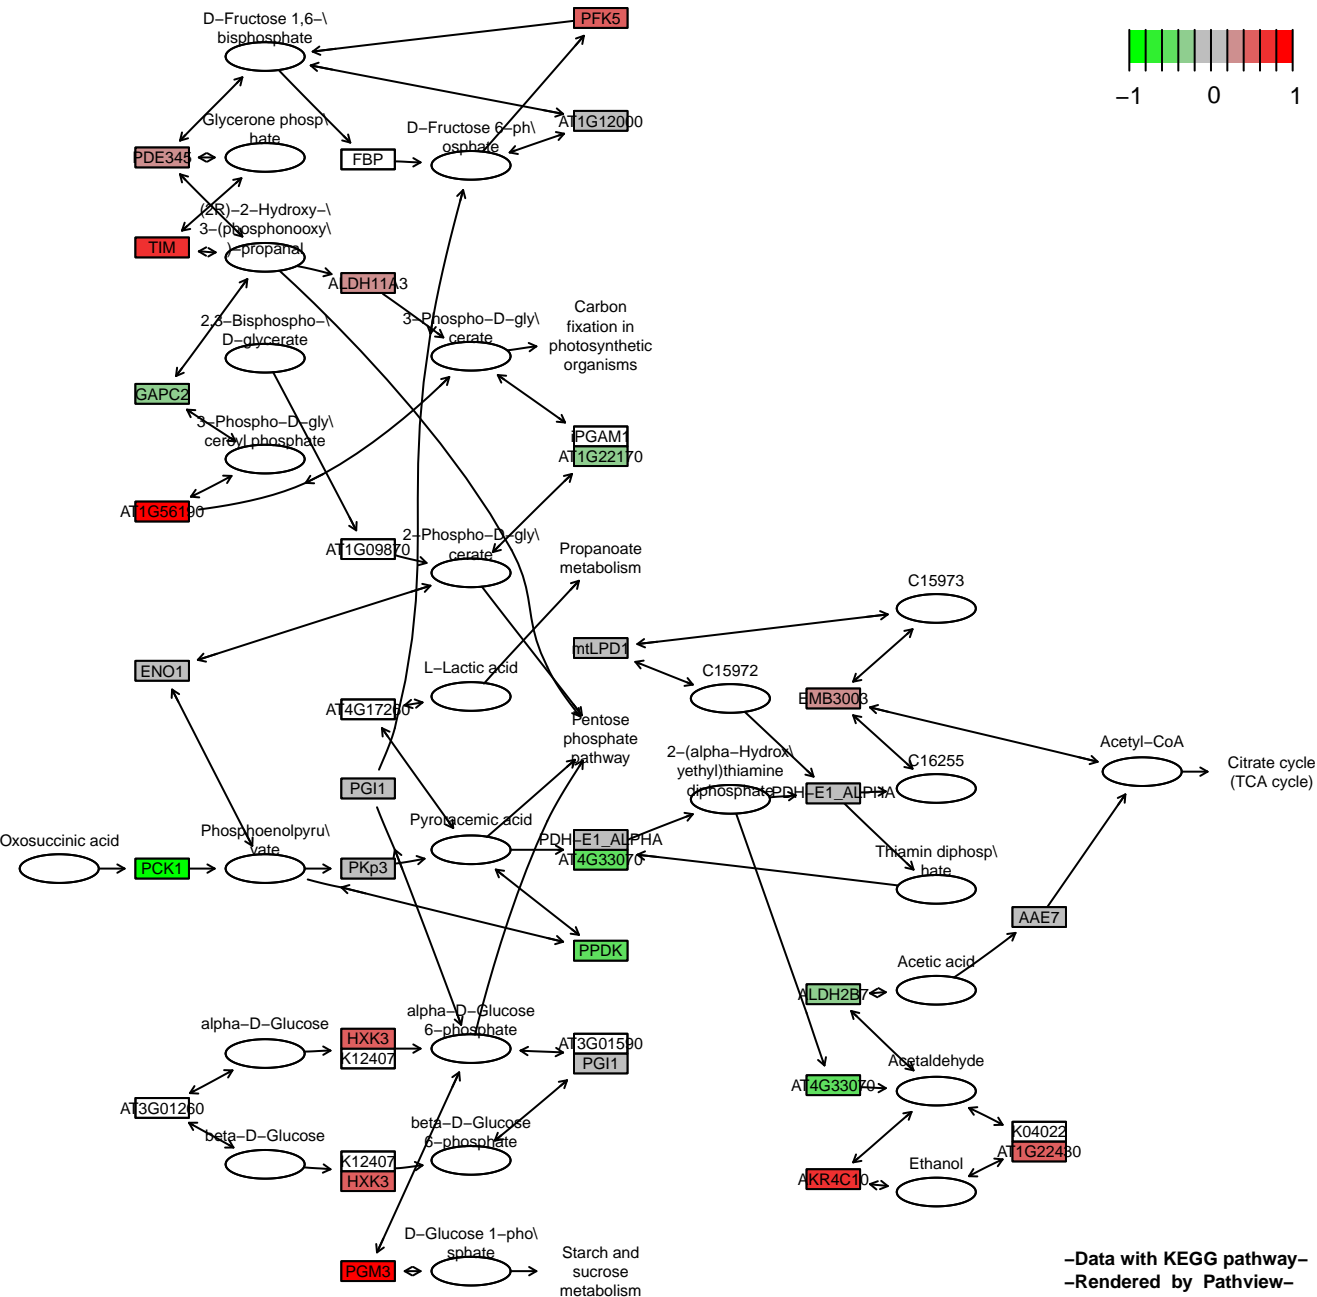 D−Fructose 1,6−\
bisphosphate
PFK5
−1
0
1
AT1G12000
Glycerone phosp\
hate
D−Fructose 6−ph\
osphate
PDE345
FBP
(2R)−2−Hydroxy−\
3−(phosphonooxy\
)−propanal
TIM
ALDH11A3
Carbon
fixation in
photosynthetic
organisms
2,3−Bisphospho−\
D−glycerate
3−Phospho−D−gly\
cerate
GAPC2
3−Phospho−D−gly\
ceroyl phosphate
iPGAM1
AT1G22170
AT1G56190
AT1G09870
2−Phospho−D−gly\
cerate
Propanoate
metabolism
C15973
mtLPD1
ENO1
L−Lactic acid
C15972
EMB3003
AT4G17260
Pentose
phosphate
pathway
2−(alpha−Hydrox\
yethyl)thiamine
diphosphate
PDH−E1_ALPHA
C16255
Acetyl−CoA
Citrate cycle
(TCA cycle)
PGI1
Oxosuccinic acid
Phosphoenolpyru\
vate
Pyroracemic acid
PDH−E1_ALPHA
AT4G33070
Thiamin diphosp\
hate
PCK1
PKp3
AAE7
PPDK
Acetic acid
ALDH2B7
alpha−D−Glucose
HXK3
K12407
alpha−D−Glucose
6−phosphate
AT3G01590
PGI1
Acetaldehyde
AT4G33070
AT3G01260
beta−D−Glucose
K12407
HXK3
beta−D−Glucose
6−phosphate
K04022
AT1G22430
Ethanol
AKR4C10
PGM3
D−Glucose 1−pho\
sphate
Starch and
sucrose
metabolism
−Data with KEGG pathway−
−Rendered by Pathview−